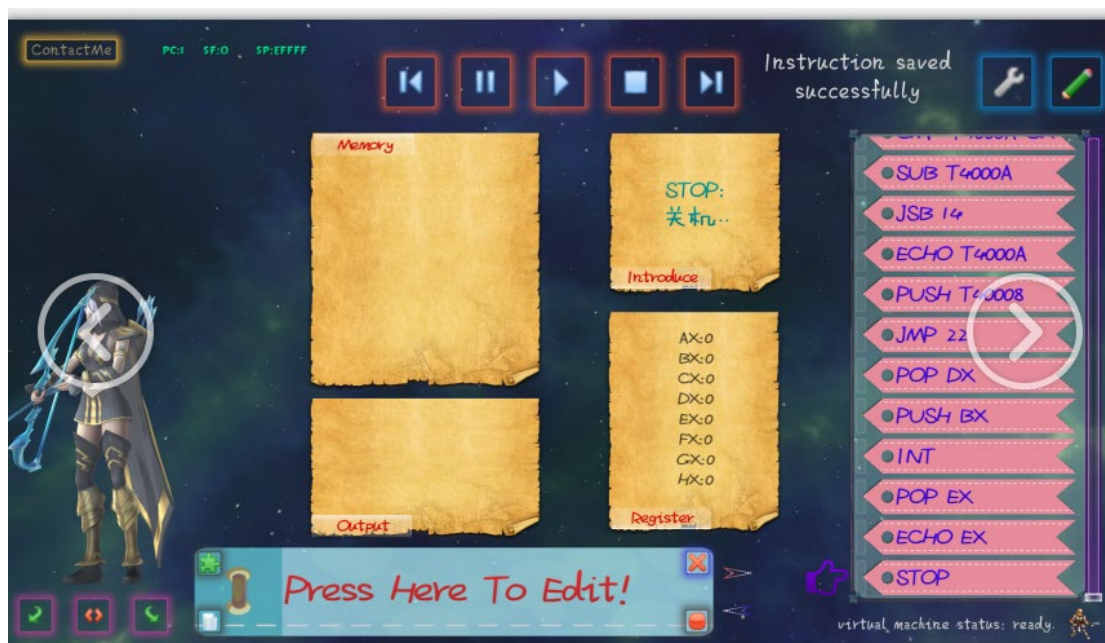 ContactMe
PC:1 SF:0 SP:EFFFF
Instruction saved
successfully
Memory
STOP:
关机...
Introduce
AX:0
BX:0
CX:0
DX:0
EX:0
FX:0
GX:0
HX:0
Register
Output
SUB T4000A
JSB 14
ECHO T4000A
PUSH T40008
JMP 22
POP DX
PUSH BX
INT
POP EX
ECHO EX
STOP
Press Here To Edit!
virtual machine status: ready.